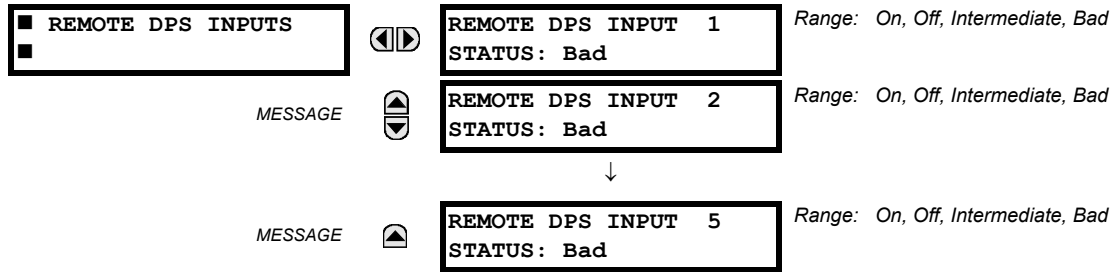 ■ REMOTE DPS INPUTS
■
REMOTE DPS INPUT 1
STATUS: Bad
Range: On, Off, Intermediate, Bad
MESSAGE
REMOTE DPS INPUT 2
STATUS: Bad
Range: On, Off, Intermediate, Bad
↓
MESSAGE
REMOTE DPS INPUT 5
STATUS: Bad
Range: On, Off, Intermediate, Bad